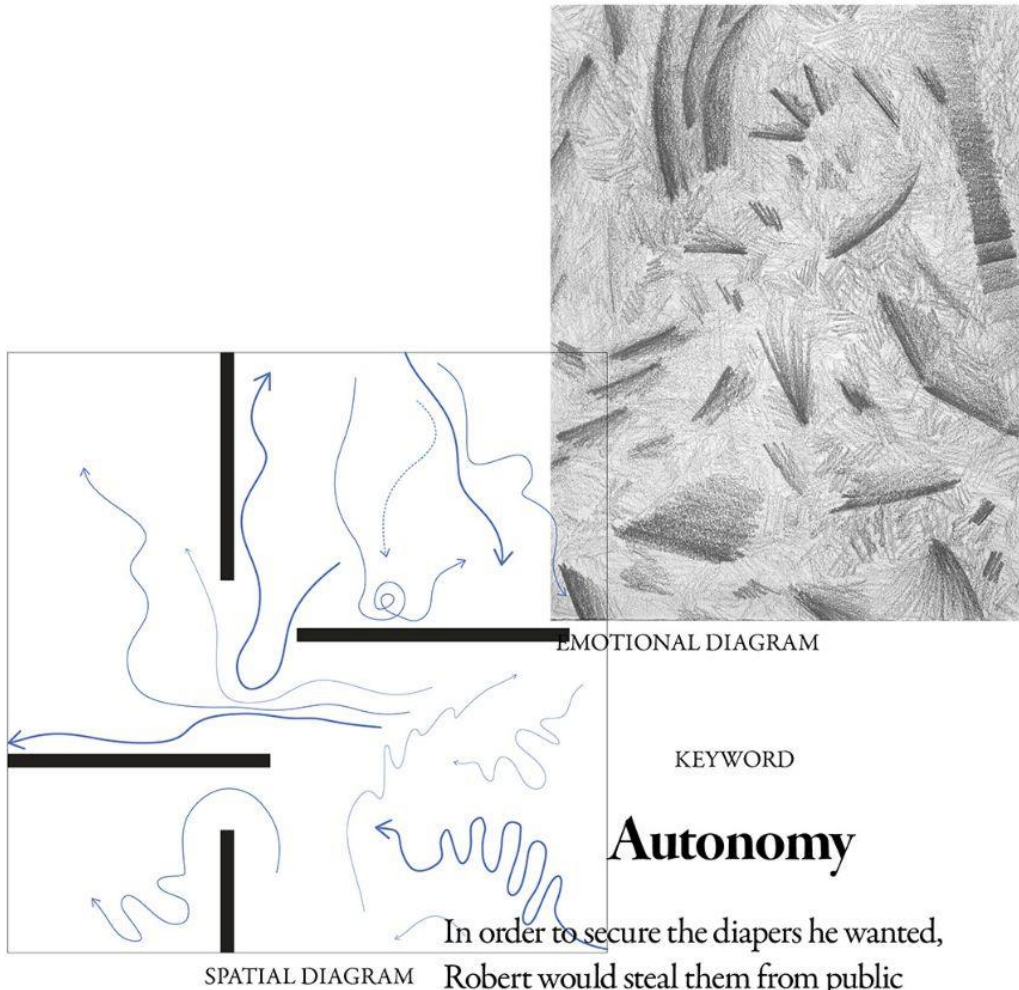 EMOTIONAL DIAGRAM
KEYWORD
Autonomy
In order to secure the diapers he wanted,
Robert would steal them from public
SPATIAL DIAGRAM